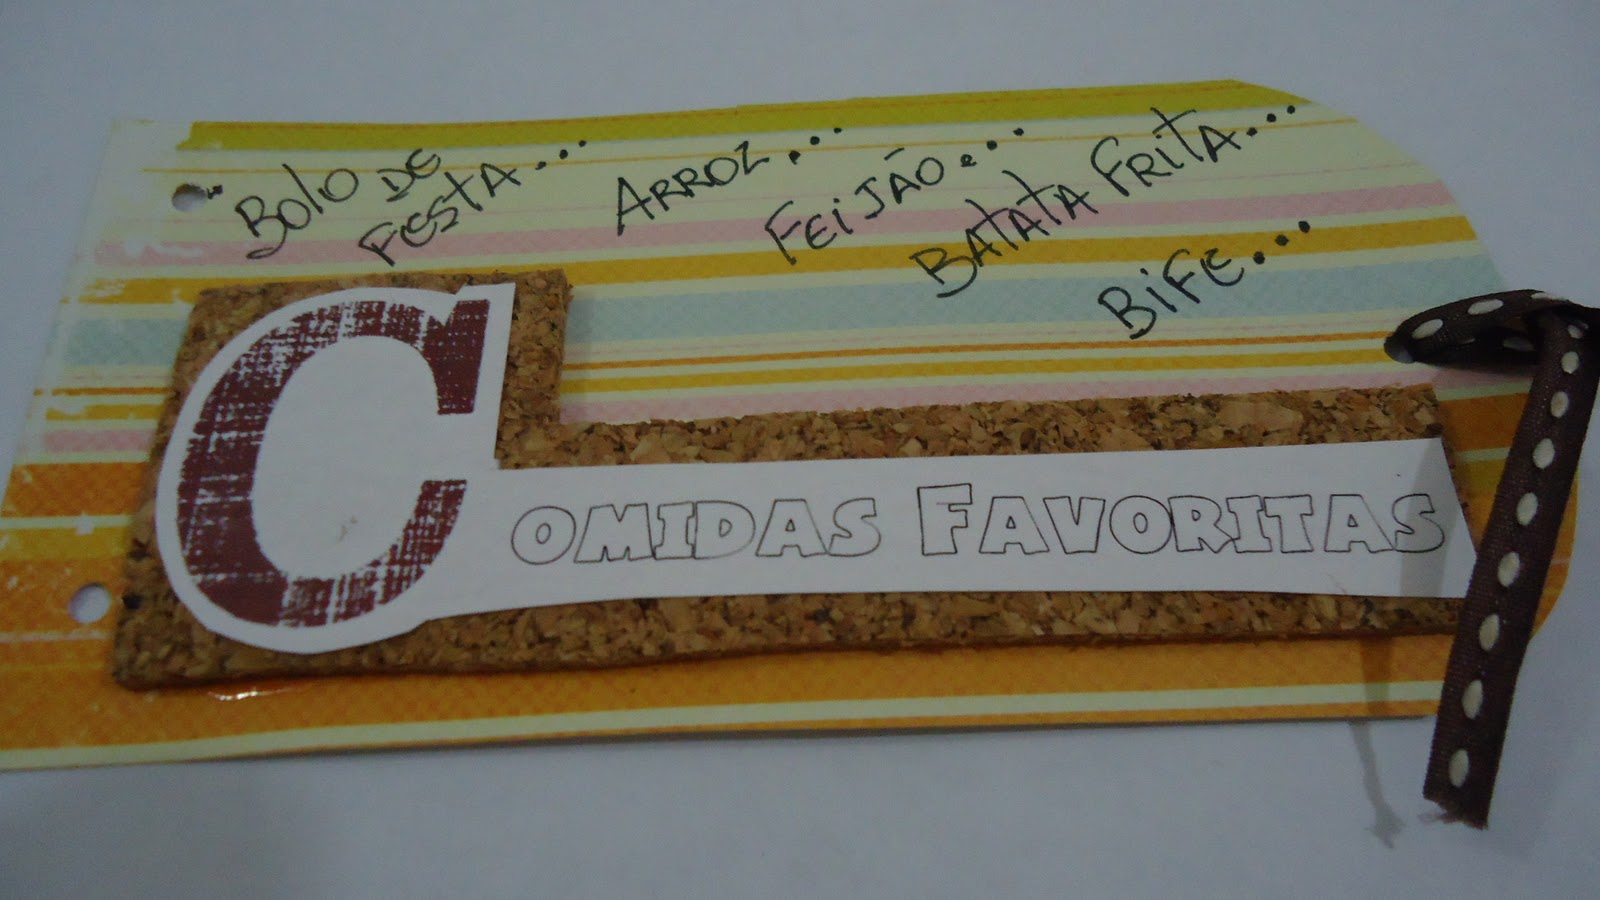 Bolo de
Festa...
Arroz...
Feijão...
Batata Frita...
Bife...
Comidas Favoritas